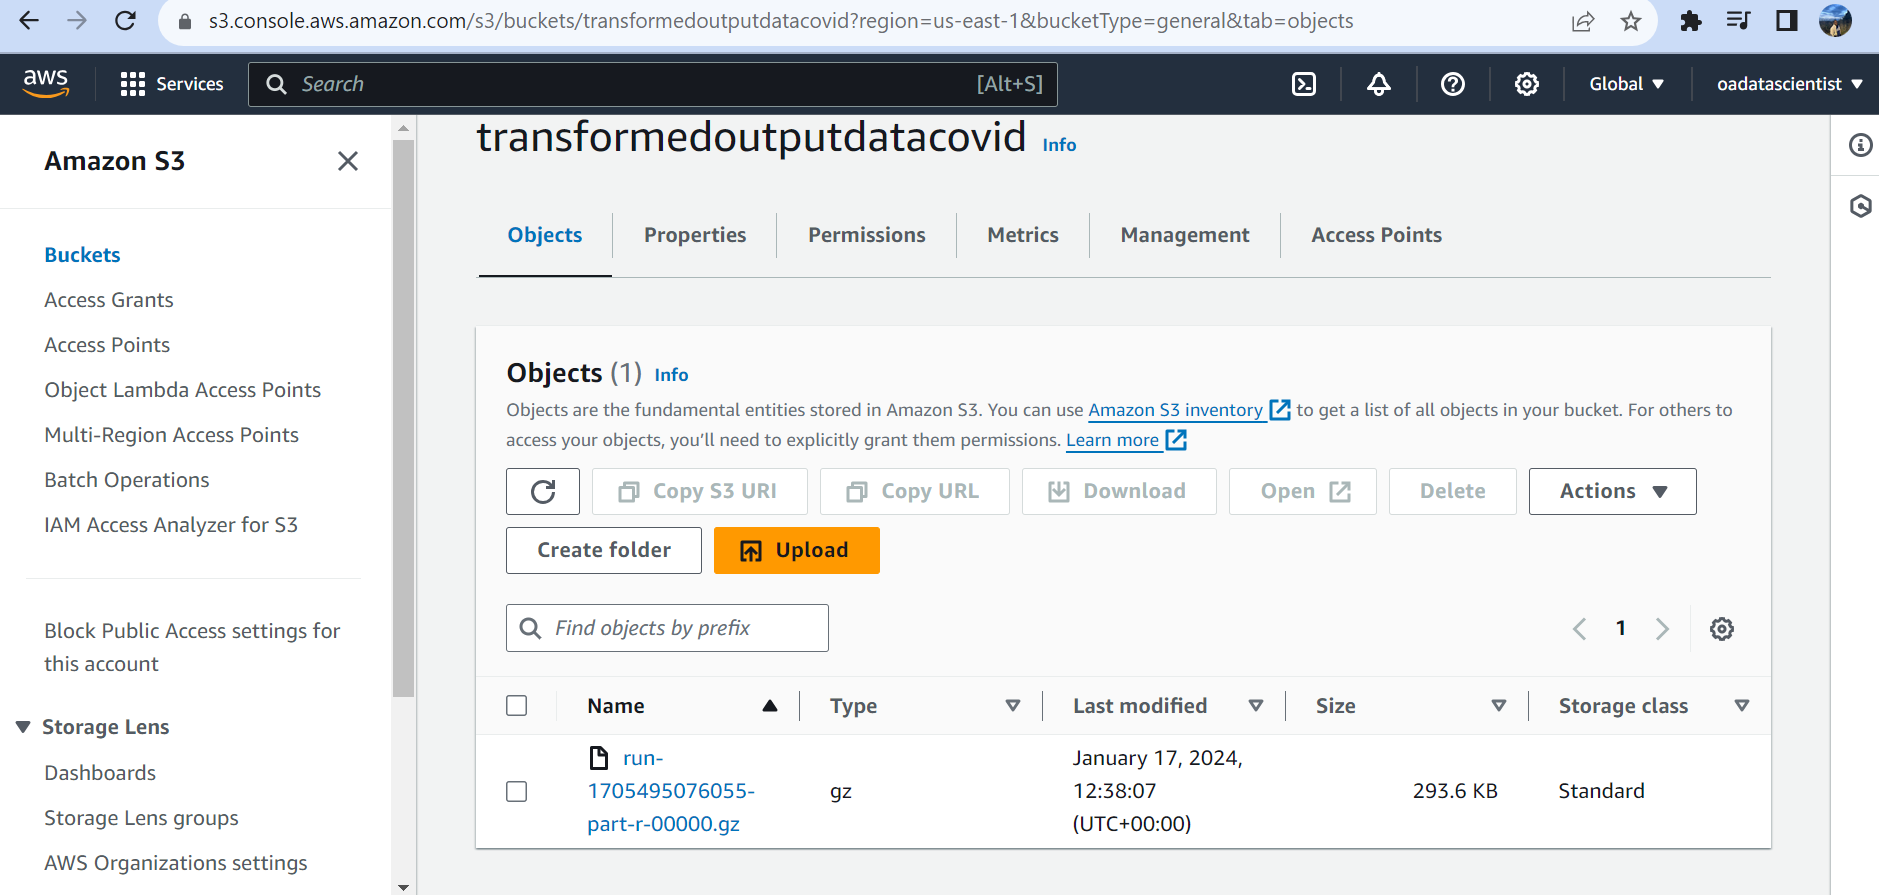 s3.console.aws.amazon.com/s3/buckets/transformedoutputdatacovid?region=us-east-1&bucketType=general&tab=objects
aws
Services
Search
[Alt+S]
Global
oadatascientist
Amazon S3
Buckets
Access Grants
Access Points
Object Lambda Access Points
Multi-Region Access Points
Batch Operations
IAM Access Analyzer for S3
Block Public Access settings for
this account
Storage Lens
Dashboards
Storage Lens groups
AWS Organizations settings
transformedoutputdatacovid Info
Objects
Properties
Permissions
Metrics
Management
Access Points
Objects (1) Info
Objects are the fundamental entities stored in Amazon S3. You can use Amazon S3 inventory to get a list of all objects in your bucket. For others to
access your objects, you’ll need to explicitly grant them permissions. Learn more
Copy S3 URI
Copy URL
Download
Open
Delete
Actions
Create folder
Upload
Find objects by prefix
1
Name
Type
Last modified
Size
Storage class
run-
1705495076055-
part-r-00000.gz
gz
January 17, 2024,
12:38:07
(UTC+00:00)
293.6 KB
Standard